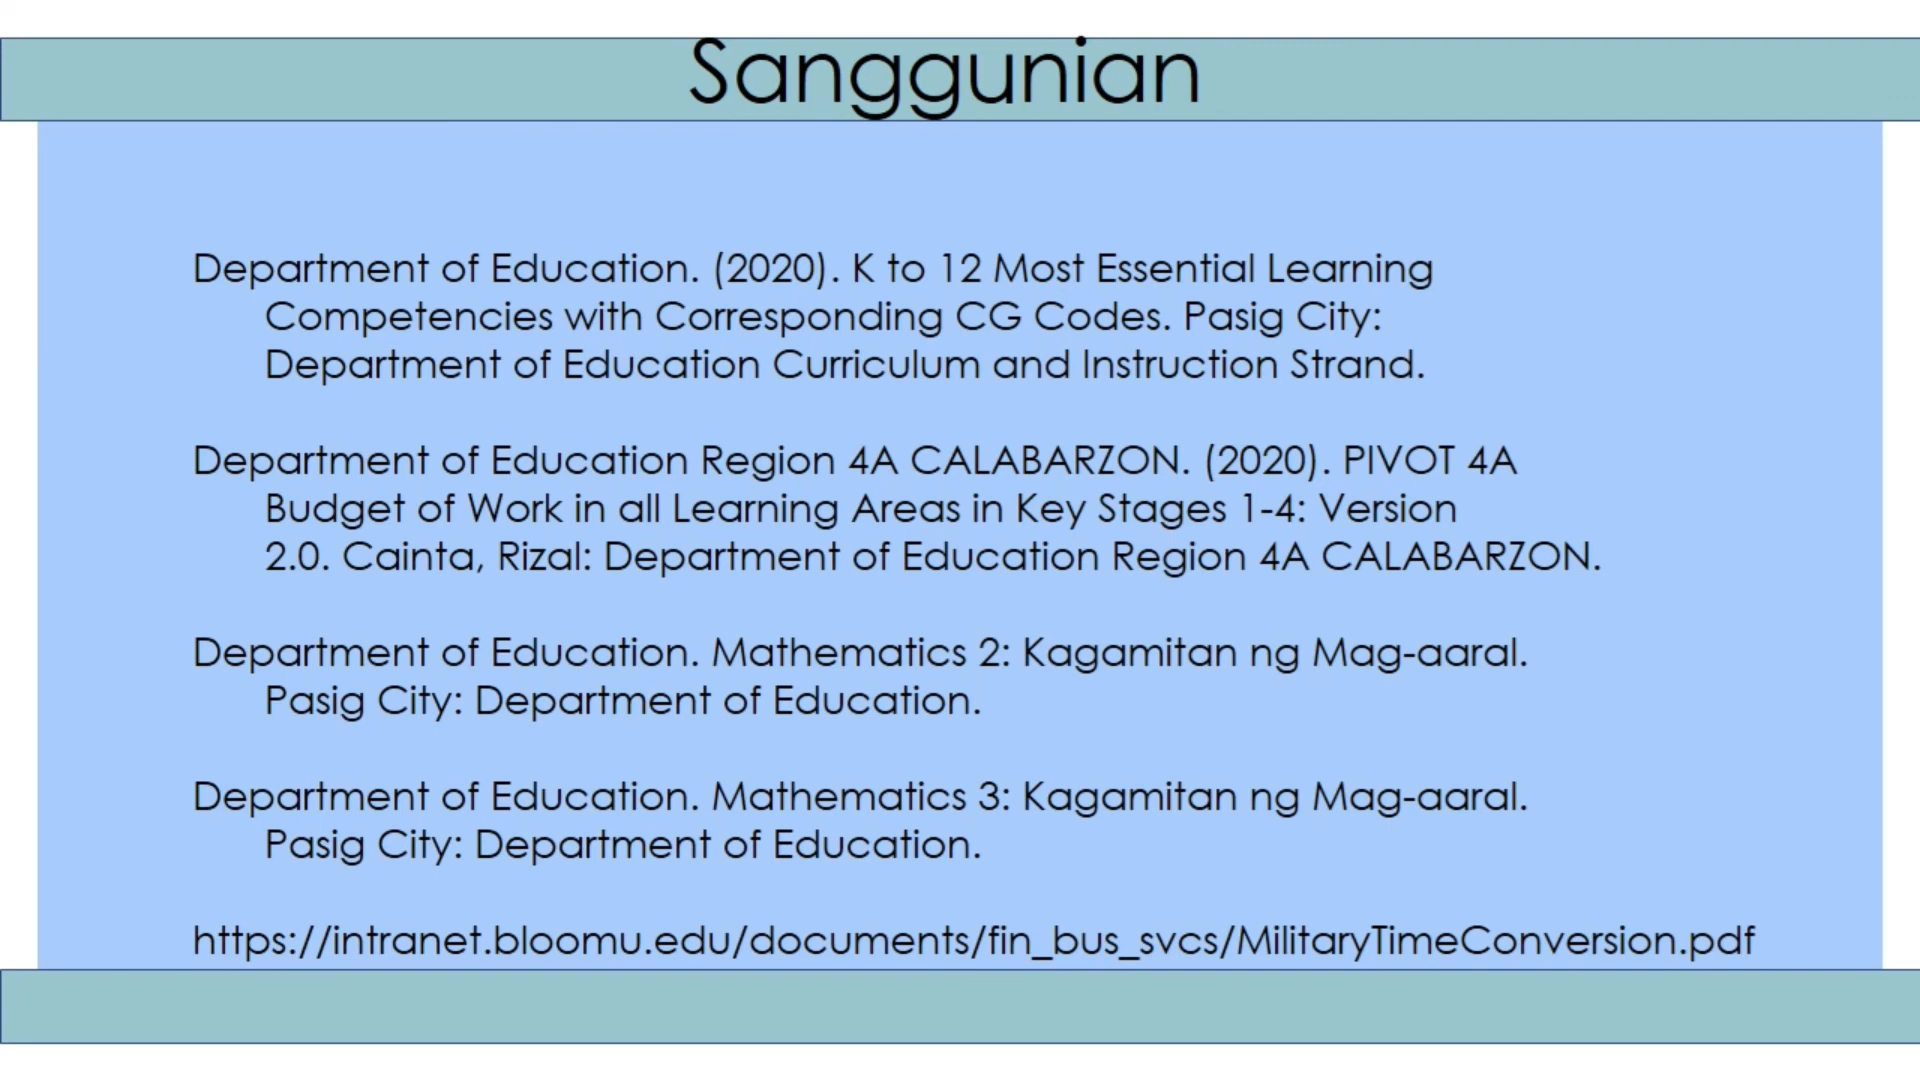 Sanggunian
Department of Education. (2020). K to 12 Most Essential Learning
Competencies with Corresponding CG Codes. Pasig City:
Department of Education Curriculum and Instruction Strand.
Department of Education Region 4A CALABARZON. (2020). PIVOT 4A
Budget of Work in all Learning Areas in Key Stages 1-4: Version
2.0. Cainta, Rizal: Department of Education Region 4A CALABARZON.
Department of Education. Mathematics 2: Kagamitan ng Mag-aaral.
Pasig City: Department of Education.
Department of Education. Mathematics 3: Kagamitan ng Mag-aaral.
Pasig City: Department of Education.
https://intranet.bloomu.edu/documents/fin_bus_svcs/MilitaryTimeConversion.pdf